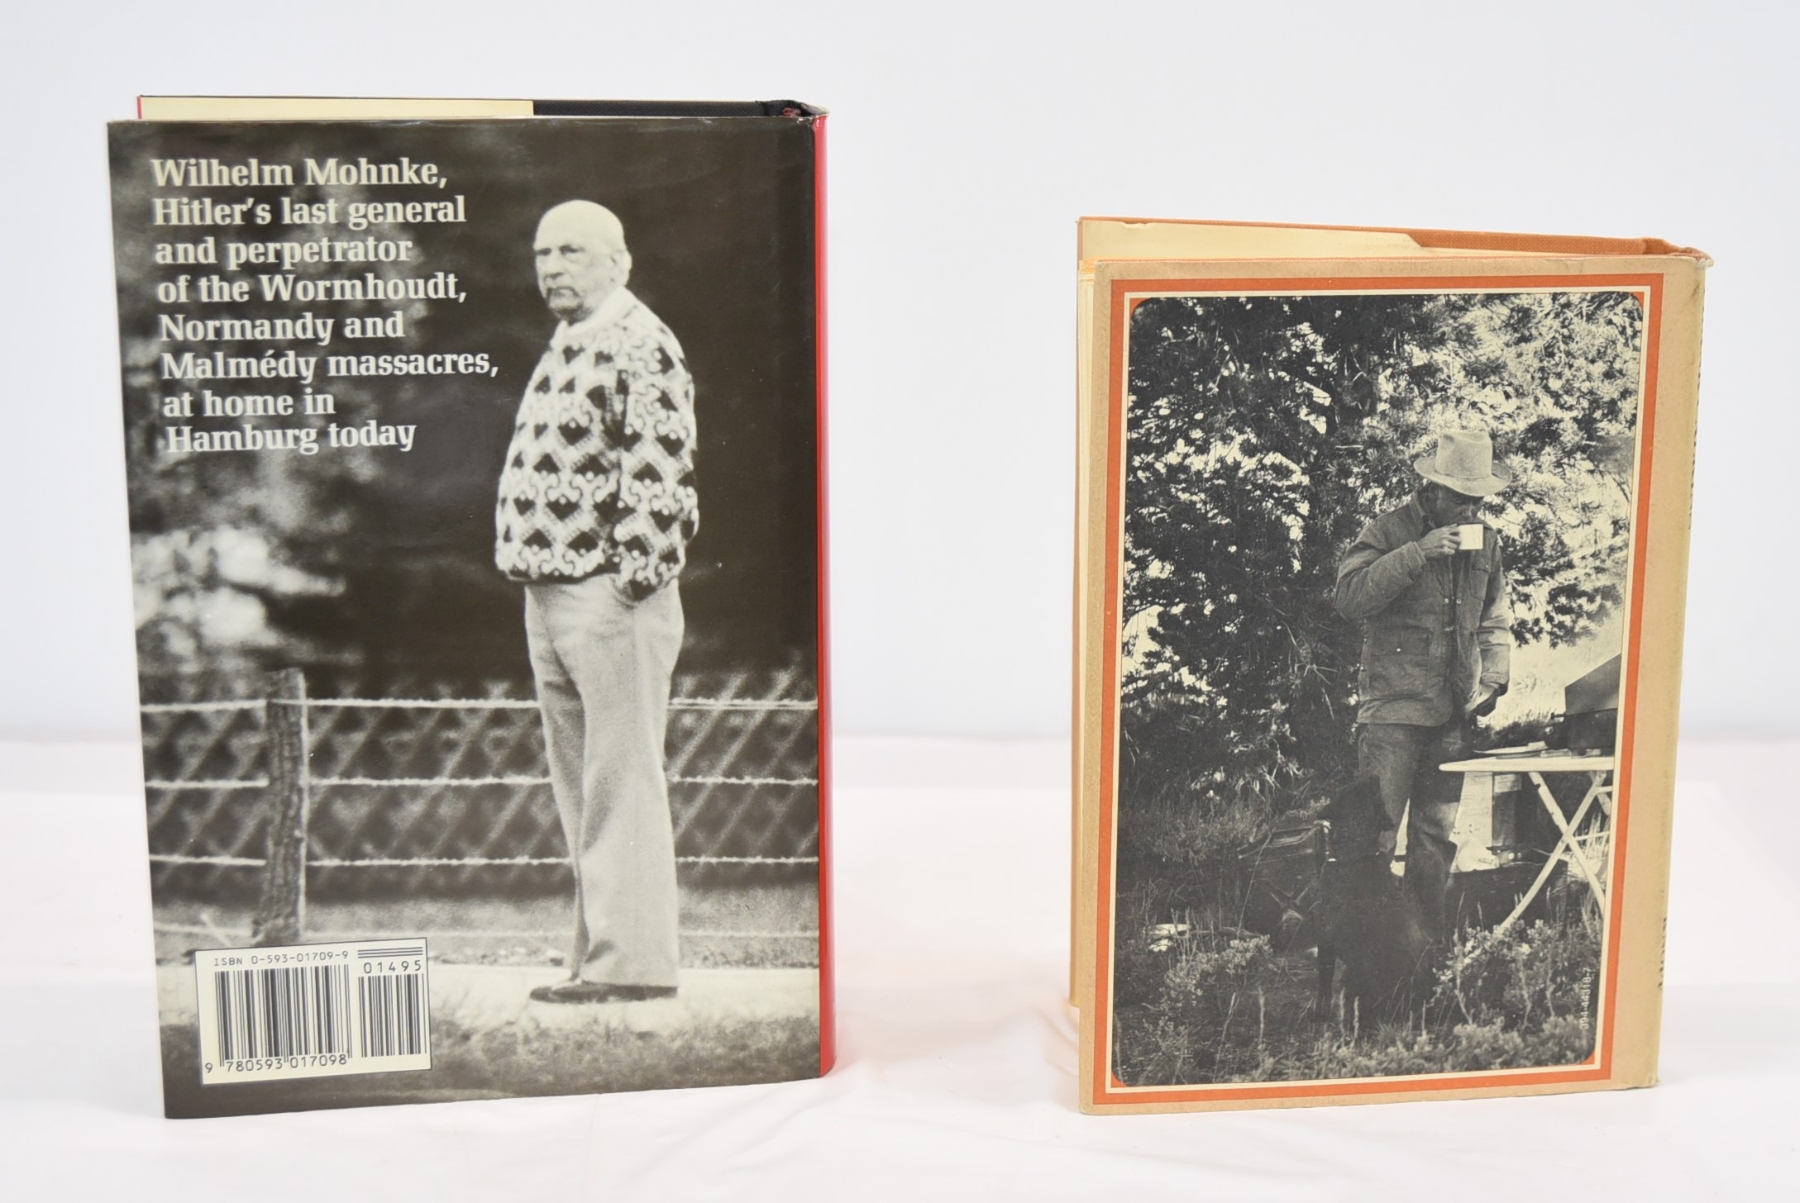 Wilhelm Mohnke,
Hitler's last general
and perpetrator
of the Wormhoudt,
Normandy and
Malmédy massacres,
at home in
Hamburg today
ISBN 0-593-01709-9
01495
9 780593 017098